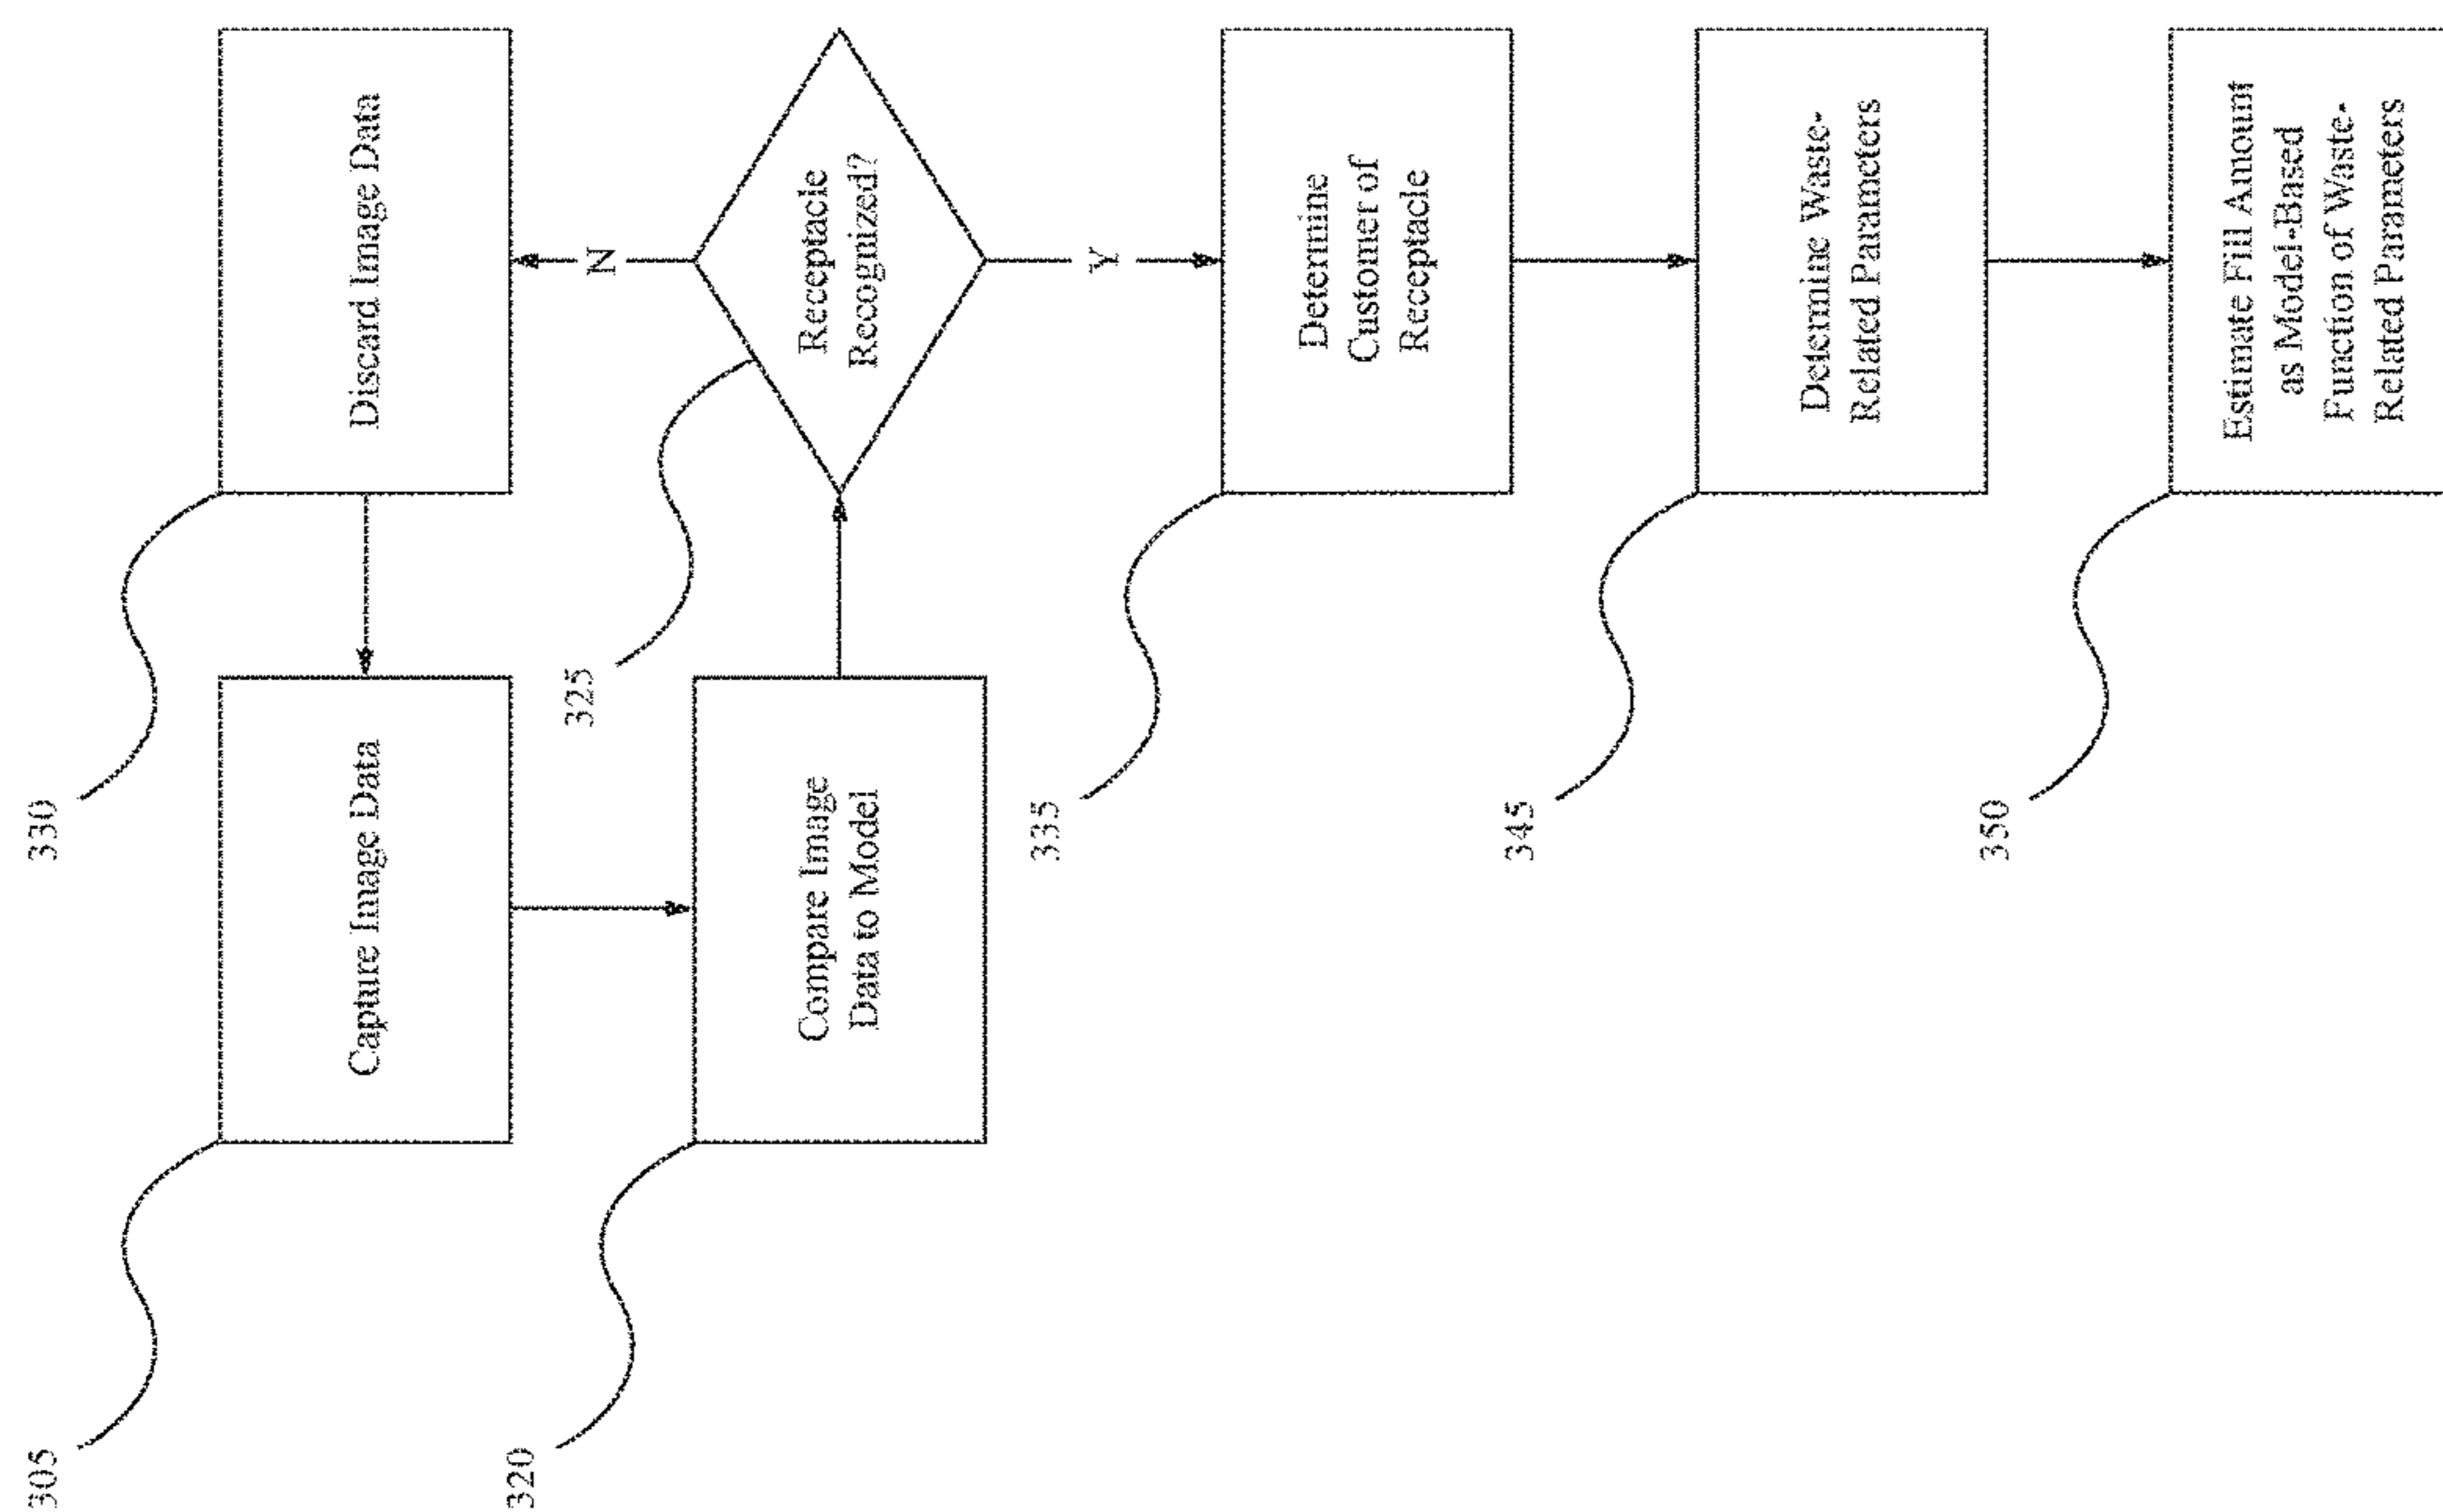 305
Capture Image Data
330
Discard Image Data
320
Compare Image
Data to Model
325
N
Receptacle
Recognized?
Y
335
Determine
Customer of
Receptacle
345
Determine Waste-
Related Parameters
350
Estimate Fill Amount
as Model-Based
Function of Waste-
Related Parameters